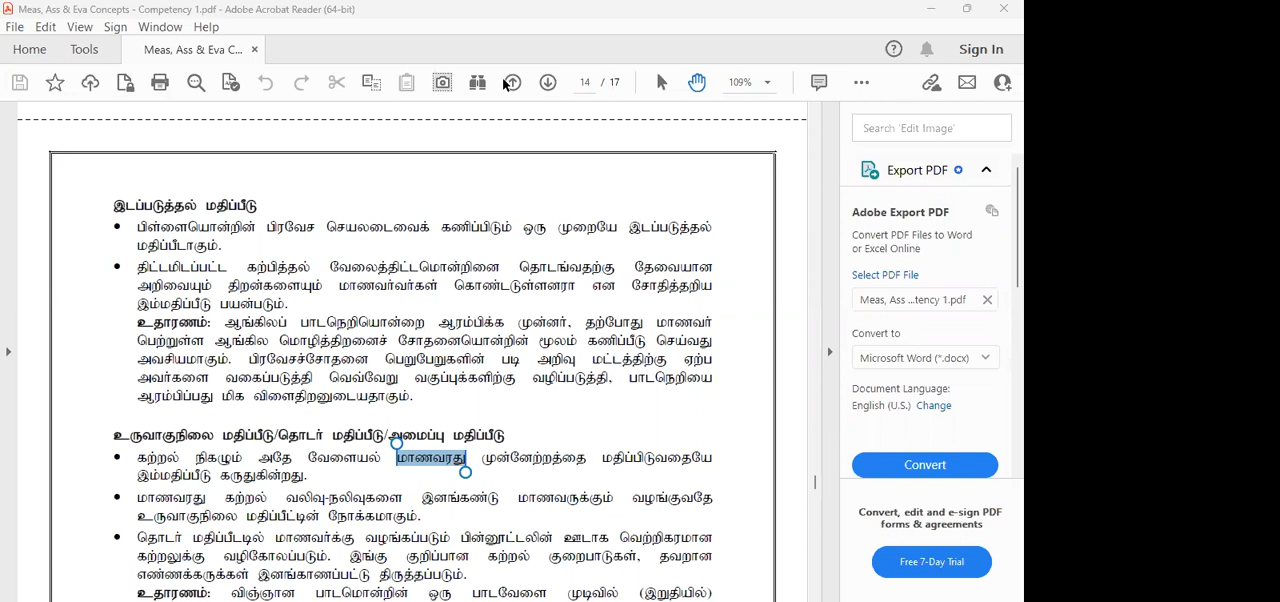 Meas, Ass & Eva Concepts - Competency 1.pdf - Adobe Acrobat Reader (64-bit)
File Edit View Sign Window Help
Home Tools Meas, Ass & Eva C... × Sign In
14 / 17 109%
Search 'Edit Image'
Export PDF
Adobe Export PDF
Convert PDF Files to Word
or Excel Online
Select PDF File
Meas, Ass ...tency 1.pdf
Convert to
Microsoft Word (*.docx)
Document Language:
English (U.S.) Change
Convert
Convert, edit and e-sign PDF
forms & agreements
Free 7-Day Trial
இடப்படுத்தல் மதிப்பீடு
• பிள்ளையொன்றின் பிரவேச செயலடைவைக் கணிப்பிடும் ஒரு முறையே இடப்படுத்தல்
மதிப்பீடாகும்.
• திட்டமிடப்பட்ட கற்பித்தல் வேலைத்திட்டமொன்றினை தொடங்வதற்கு தேவையான
அறிவையும் திறன்களையும் மாணவர்வர்கள் கொண்டடுள்ளனரா என சோதித்தறிய
இம்மதிப்பீடு பயன்படும்.
உதாரணம்: ஆங்கிலப் பாடநெறியொன்றை ஆரம்பிக்க முன்னர், தற்போது மாணவர்
பெற்றுள்ள ஆங்கில மொழித்திறனைச் சோதனையொன்றின் மூலம் கணிப்பீடு செய்வது
அவசியமாகும். பிரவேசச்சோதனை பெறுபேறுகளின் படி அறிவு மட்டத்திற்கு ஏற்ப
அவர்களை வகைப்படுத்தி வெவ்வேறு வகுப்புக்களிற்கு வழிப்படுத்தி, பாடநெறியை
ஆரம்பிப்பது மிக விளைதிறனுடையதாகும்.
உருவாகுநிலை மதிப்பீடு/தொடர் மதிப்பீடு/அமைப்பு மதிப்பீடு
• கற்றல் நிகழும் அதே வேளையல் மாணவரது முன்னேற்றத்தை மதிப்பிடுவதையே
இம்மதிப்பீடு கருதுகின்றது.
• மாணவரது கற்றல் வலிவு-நலிவுகளை இனங்கண்டு மாணவருக்கும் வழங்குவதே
உருவாகுநிலை மதிப்பீட்டின் நோக்கமாகும்.
• தொடர் மதிப்பீடடில் மாணவர்க்கு வழங்கப்படும் பின்னூட்டலின் ஊடாக வெற்றிகரமான
கற்றலுக்கு வழிகோலப்படும். இங்கு குறிப்பான கற்றல் குறைபாடுகள், தவறான
எண்ணக்கருக்கள் இனங்காணப்பட்டு திருத்தப்படும்.
உதாரணம்: விஞ்ஞான பாடமொன்றின் ஒரு பாடவேளை முடிவில் (இறுதியில்)